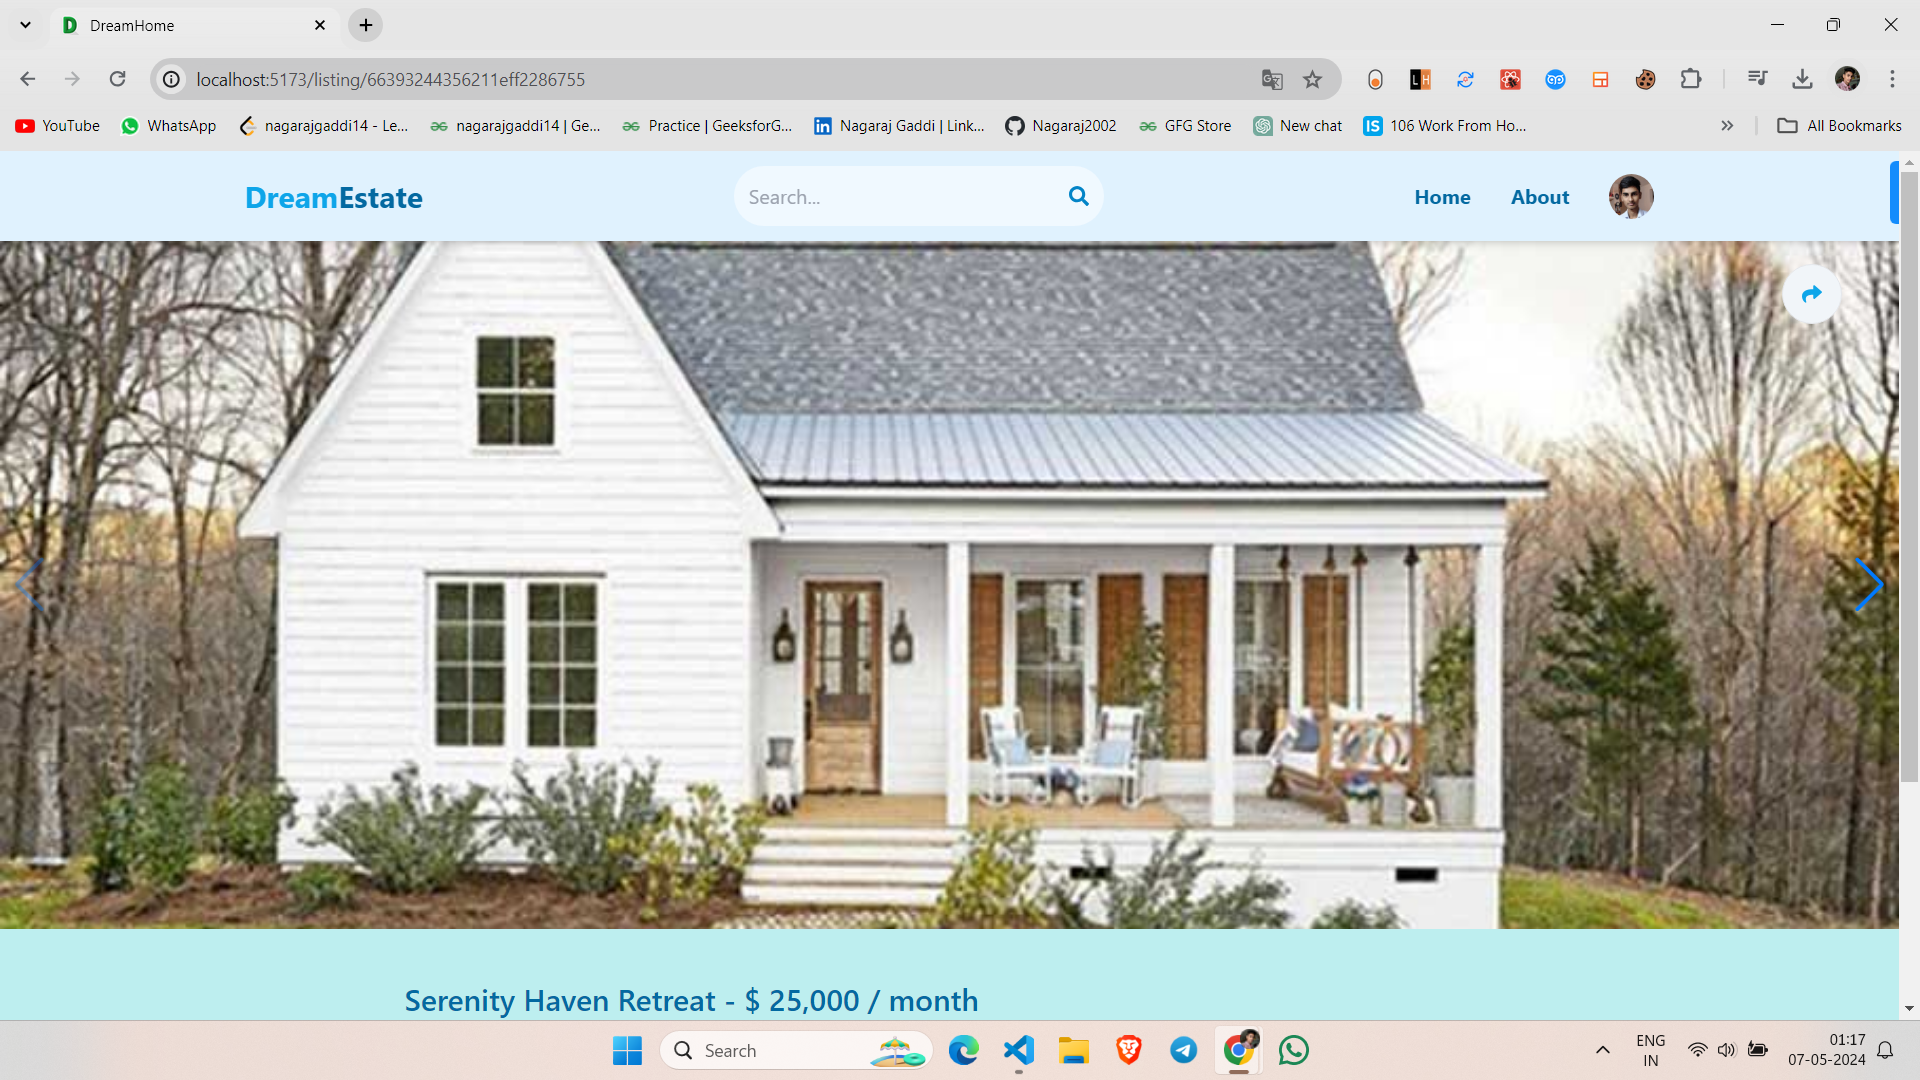 DreamHome
localhost:5173/listing/66393244356211eff2286755
YouTube WhatsApp nagarajgaddi14 - Le... nagarajgaddi14 | Ge... Practice | GeeksforG... Nagaraj Gaddi | Link... Nagaraj2002 GFG Store New chat 106 Work From Ho... All Bookmarks
DreamEstate Search... Home About
Serenity Haven Retreat - $ 25,000 / month
Search
ENG
IN
01:17
07-05-2024